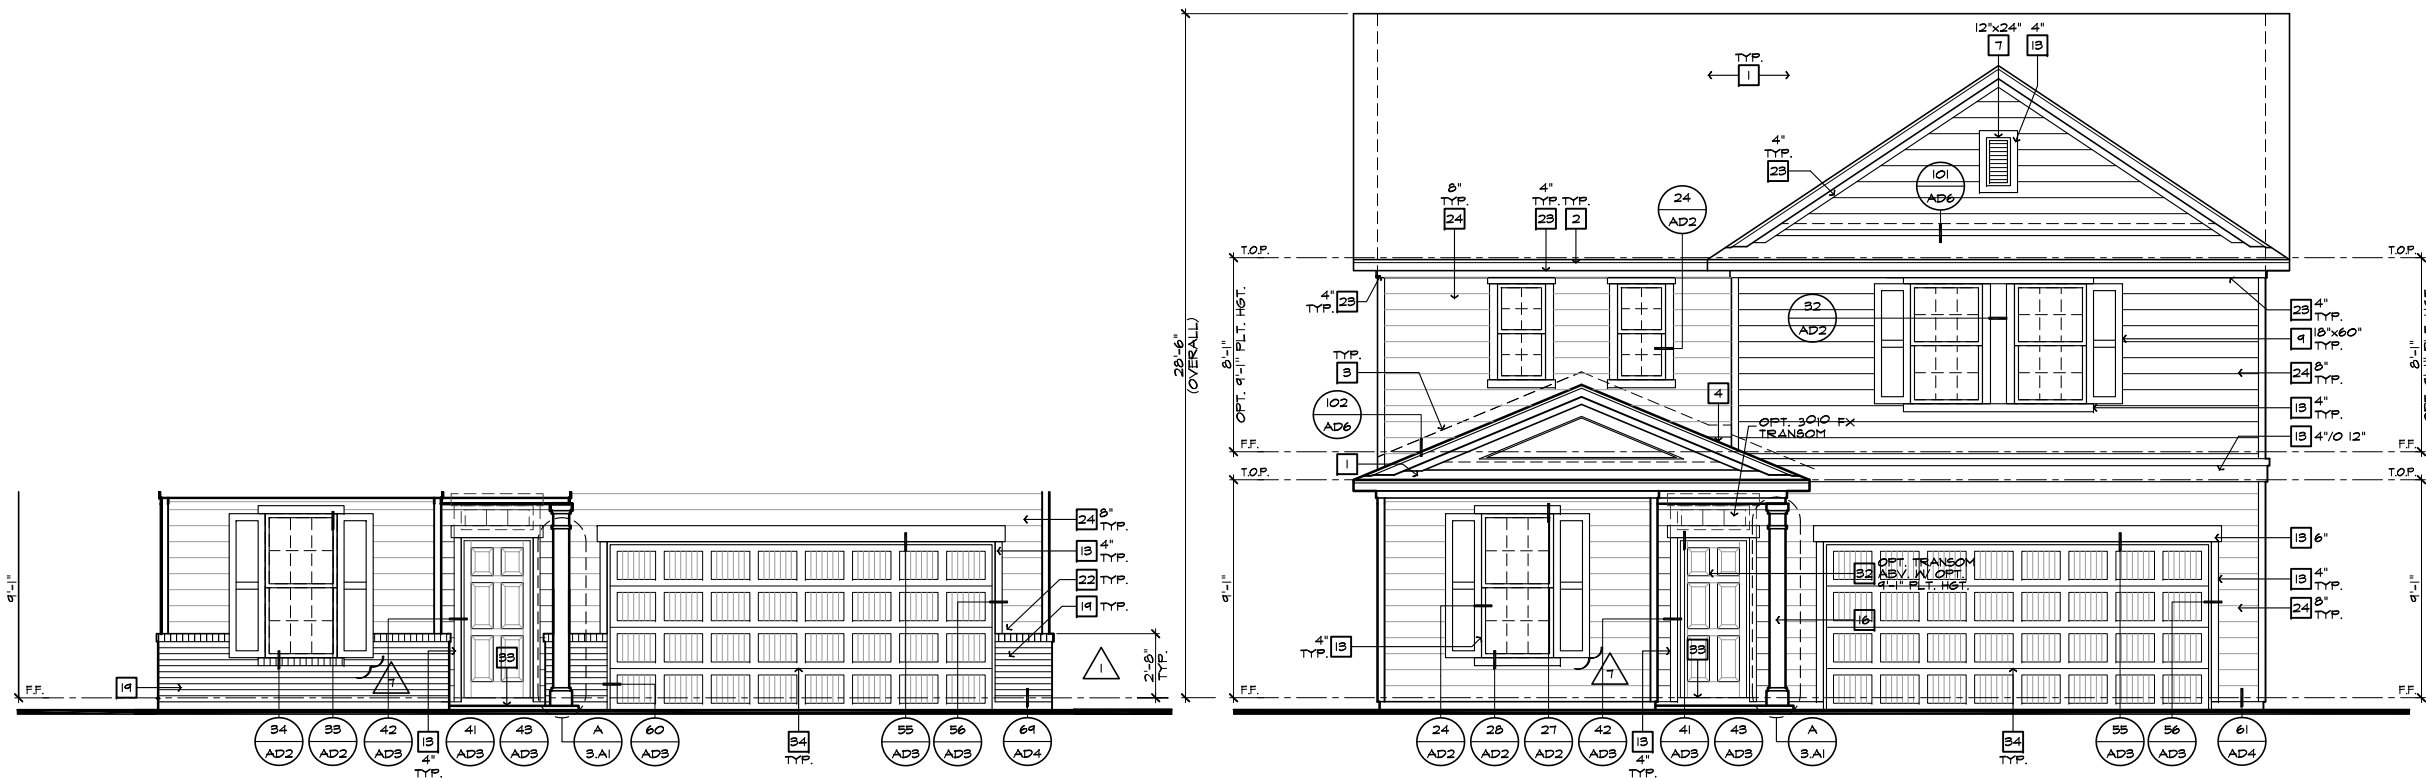 24 8"
TYP.
13 4"
TYP.
22 TYP.
19 TYP.
9'-1"
F.F.
19
7
33
1
2'-8"
TYP.
34
AD2
33
AD2
42
AD3
13
4"
TYP.
41
AD3
43
AD3
A
3.A1
60
AD3
34
TYP.
55
AD3
56
AD3
69
AD4
28'-6"
(OVERALL)
12"x24"
7
4"
13
TYP.
1
4"
TYP.
23
101
AD6
8"
TYP.
24
4"
TYP.
23
TYP.
2
24
AD2
T.O.P.
T.O.P.
8'-1"
OPT. 9'-1" PLT. HGT.
4"
TYP.
23
32
AD2
23 4"
TYP.
9 18"x60"
TYP.
24 8"
TYP.
13 4"
TYP.
13 4"/O 12"
8'-1"
TYP.
3
102
AD6
4
OPT. 3010 FX
TRANSOM
F.F.
F.F.
1
T.O.P.
T.O.P.
9'-1"
32 OPT. TRANSOM
ABV. W/ OPT.
9'-1" PLT. HGT.
16
13 6"
13 4"
TYP.
24 8"
TYP.
9'-1"
4"
TYP.
13
7
33
F.F.
F.F.
24
AD2
28
AD2
27
AD2
42
AD3
13
4"
TYP.
41
AD3
43
AD3
A
3.A1
34
TYP.
55
AD3
56
AD3
61
AD4